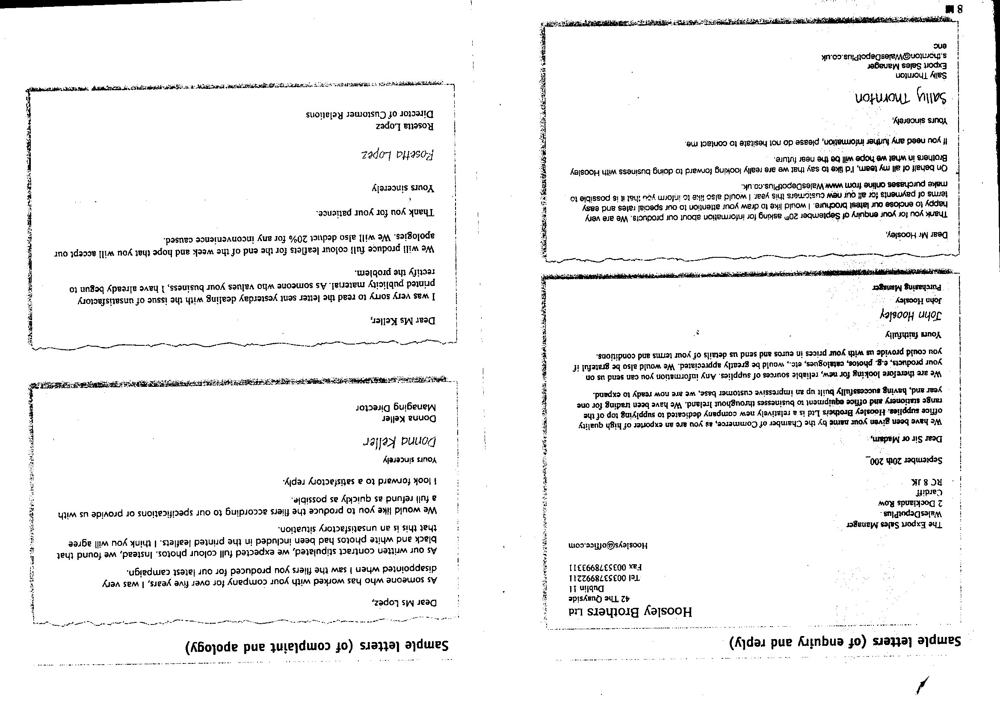 Sample letters (of enquiry and reply)
Hoosley Brothers Ltd
42 The Quayside
Dublin 11
Tel 0035378992211
Fax 0035378993311
Hoosleys@office.com
The Export Sales Manager
WalesDepotPlus
2 Docklands Row
Cardiff
RC 8 JK
September 20th 200_
Dear Sir or Madam,
We have been given your name by the Chamber of Commerce, as you are an exporter of high quality
office supplies. Hoosley Brothers Ltd is a relatively new company dedicated to supplying top of the
range stationery and office equipment to businesses throughout Ireland. We have been trading for one
year and, having successfully built up an impressive customer base, we are now ready to expand.
We are therefore looking for new, reliable sources of supplies. Any information you can send us on
your products, e.g. photos, catalogues, etc., would be greatly appreciated. We would also be grateful if
you could provide us with your prices in euros and send us details of your terms and conditions.
Yours faithfully
John Hoosley
John Hoosley
Purchasing Manager
Dear Mr Hoosley,
Thank you for your enquiry of September 20th asking for information about our products. We are very
happy to enclose our latest brochure. I would like to draw your attention to our special rates and easy
terms of payments for all our new customers this year. I would also like to inform you that it is possible to
make purchases online from www.WalesDepotPlus.co.uk.
On behalf of all my team, I'd like to say that we are really looking forward to doing business with Hoosley
Brothers in what we hope will be the near future.
If you need any further information, please do not hesitate to contact me.
Yours sincerely,
Sally Thornton
Sally Thornton
Export Sales Manager
s.thornton@WalesDepotPlus.co.uk
enc
8
Sample letters (of complaint and apology)
Dear Ms Lopez,
As someone who has worked with your company for over five years, I was very
disappointed when I saw the fliers you produced for our latest campaign.
As our written contract stipulated, we expected full colour photos. Instead, we found that
black and white photos had been included in the printed leaflets. I think you will agree
that this is an unsatisfactory situation.
We would like you to produce the fliers according to our specifications or provide us with
a full refund as quickly as possible.
I look forward to a satisfactory reply.
Yours sincerely
Donna Keller
Donna Keller
Managing Director
Dear Ms Keller,
I was very sorry to read the letter sent yesterday dealing with the issue of unsatisfactory
printed publicity material. As someone who values your business, I have already begun to
rectify the problem.
We will produce full colour leaflets for the end of the week and hope that you will accept our
apologies. We will also deduct 20% for any inconvenience caused.
Thank you for your patience.
Yours sincerely
Rosetta Lopez
Rosetta Lopez
Director of Customer Relations